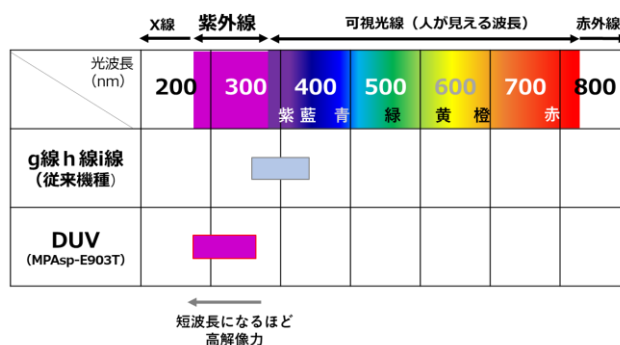 X線
紫外線
可視光線（人が見える波長）
赤外線
光波長
（nm）
200 300 400 500 600 700 800
紫 藍 青 緑 黄 橙 赤
g線ｈ線i線
（従来機種）
DUV
（MPAsp-E903T）
短波長になるほど
高解像力